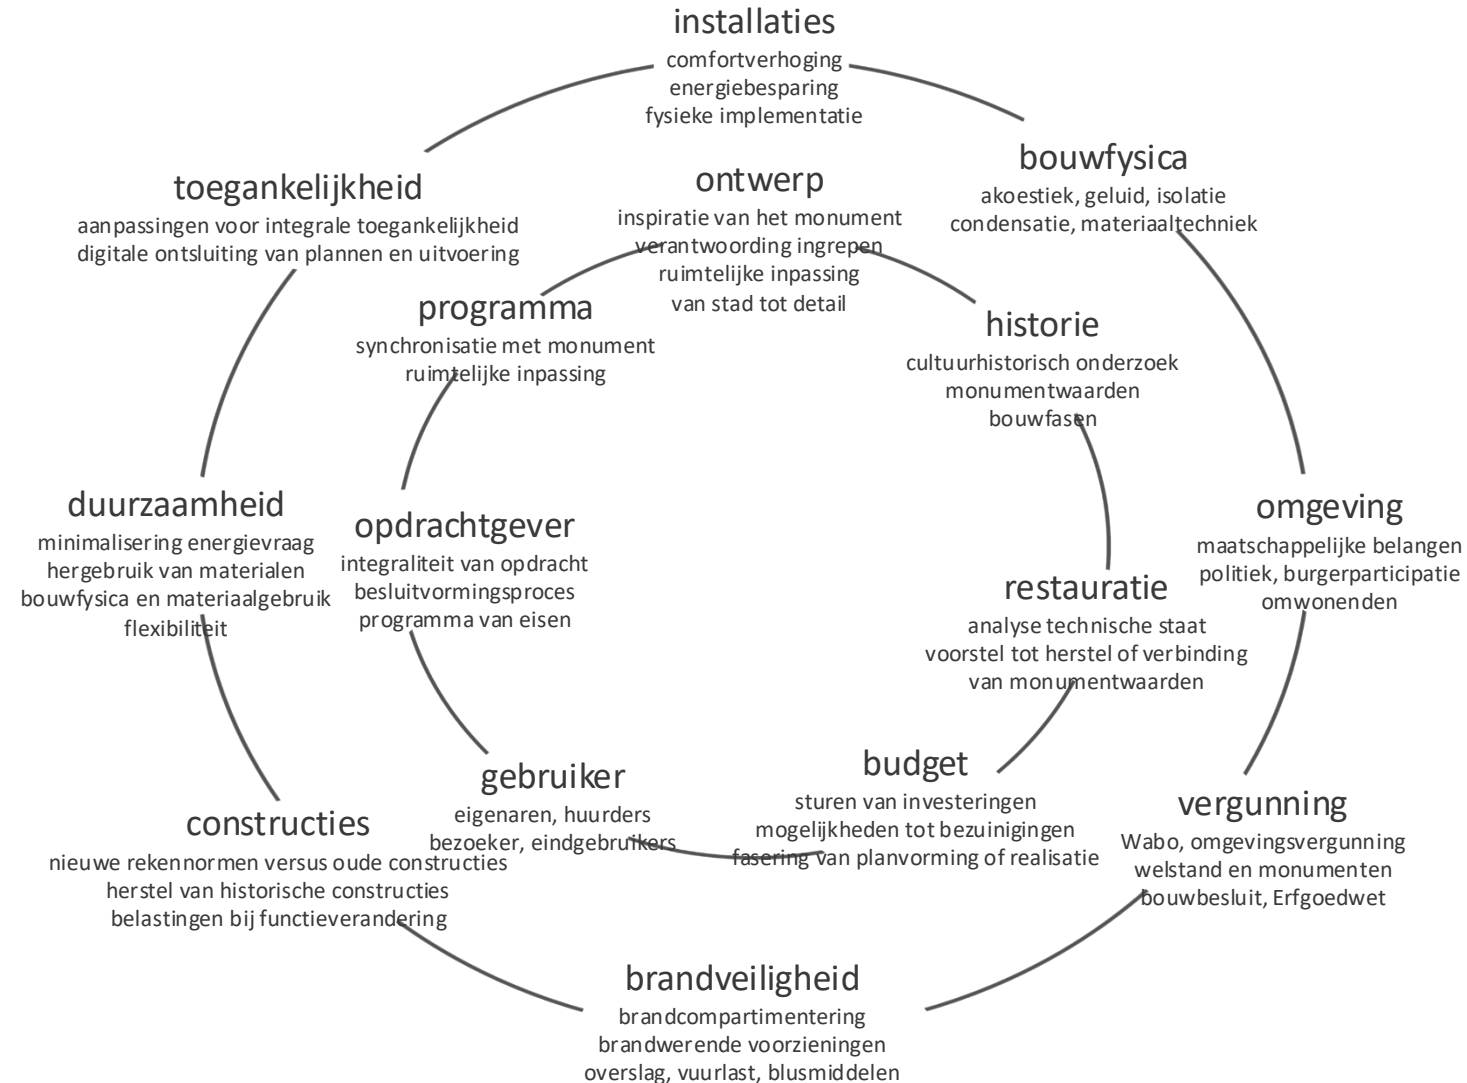 installaties
comfortverhoging
energiebesparing
fysieke implementatie
bouwfysica
akoestiek, geluid, isolatie
condensatie, materiaaltechniek
omgeving
maatschappelijke belangen
politiek, burgerparticipatie
omwonenden
vergunning
Wabo, omgevingsvergunning
welstand en monumenten
bouwbesluit, Erfgoedwet
brandveiligheid
brandcompartimentering
brandwerende voorzieningen
overslag, vuurlast, blusmiddelen
constructies
nieuwe rekennormen versus oude constructies
herstel van historische constructies
belastingen bij functieverandering
duurzaamheid
minimalisering energievraag
hergebruik van materialen
bouwfysica en materiaalgebruik
flexibiliteit
toegankelijkheid
aanpassingen voor integrale toegankelijkheid
digitale ontsluiting van plannen en uitvoering
ontwerp
inspiratie van het monument
verantwoording ingrepen
ruimtelijke inpassing
van stad tot detail
historie
cultuurhistorisch onderzoek
monumentwaarden
bouwfasen
restauratie
analyse technische staat
voorstel tot herstel of verbinding
van monumentwaarden
budget
sturen van investeringen
mogelijkheden tot bezuinigingen
fasering van planvorming of realisatie
gebruiker
eigenaren, huurders
bezoeker, eindgebruikers
opdrachtgever
integraliteit van opdracht
besluitvormingsproces
programma van eisen
programma
synchronisatie met monument
ruimtelijke inpassing